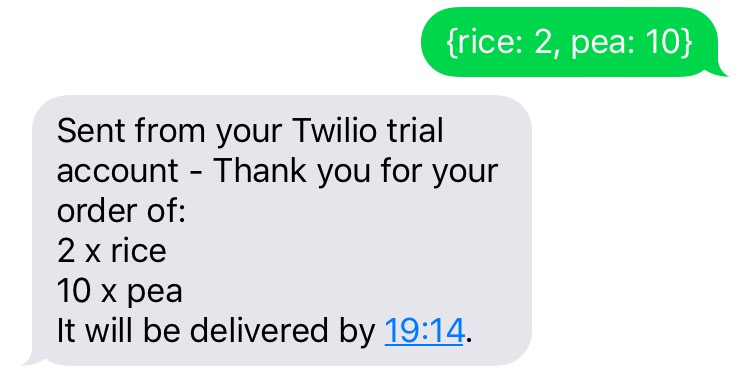 {rice: 2, pea: 10}
Sent from your Twilio trial
account - Thank you for your
order of:
2 x rice
10 x pea
It will be delivered by 19:14.